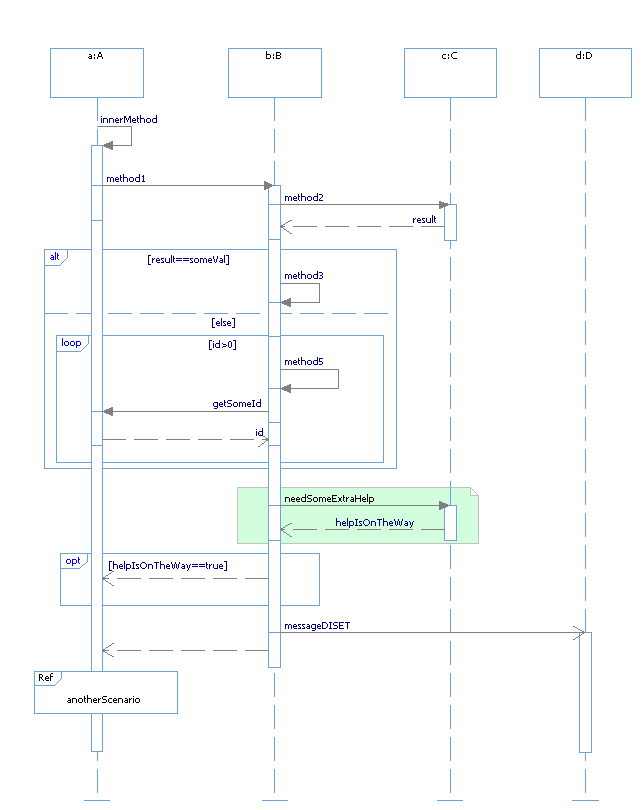 a:A
b:B
c:C
d:D
innerMethod
method1
method2
result
alt
[result==someVal]
method3
[else]
loop
[id>0]
method5
getSomeId
id
needSomeExtraHelp
helpIsOnTheWay
opt
[helpIsOnTheWay==true]
messageDISET
Ref
anotherScenario